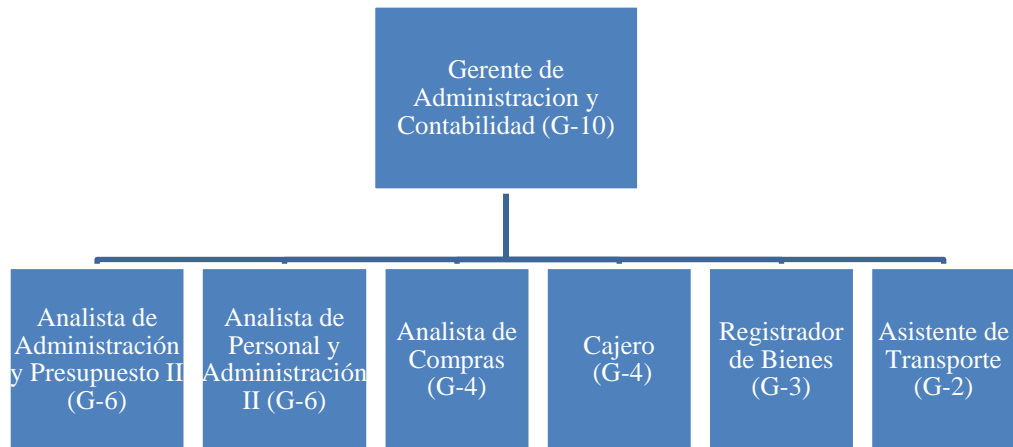 Gerente de
Administracion y
Contabilidad (G-10)
Analista de
Administración
y Presupuesto II
(G-6)
Analista de
Personal y
Administración
II (G-6)
Analista de
Compras
(G-4)
Cajero
(G-4)
Registrador
de Bienes
(G-3)
Asistente de
Transporte
(G-2)